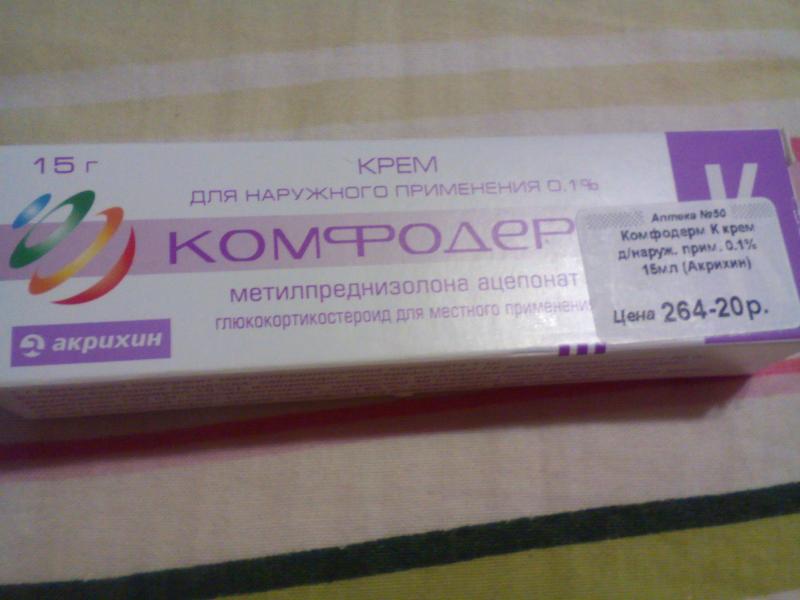 15 г
КРЕМ
ДЛЯ НАРУЖНОГО ПРИМЕНЕНИЯ 0.1%
К
КОМФОДЕР
метилпреднизолона ацепонат
глюкокортикостероид для местного применения
акрихин
Аптека №50
Комфодерм К крем
д/наруж. прим. 0.1%
15мл (Акрихин)
Цена 264-20р.